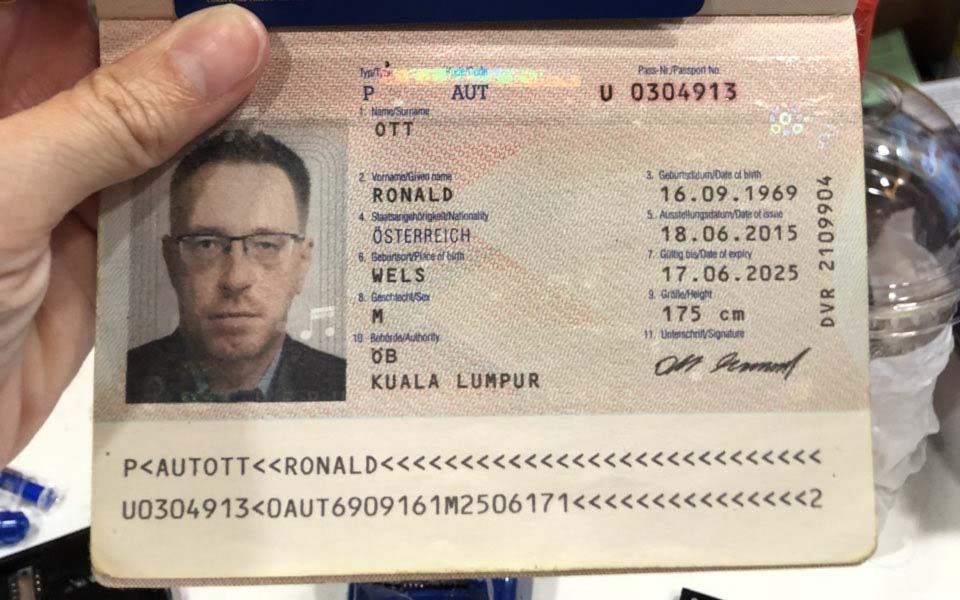 Typ/Type Kode/Code Pass-Nr./Passport No.
P AUT U 0304913
1. Name/Surname
OTT
2. Vorname/Given name
RONALD
3. Geburtsdatum/Date of birth
16.09.1969
4. Staatsangehörigkeit/Nationality
ÖSTERREICH
5. Ausstellungsdatum/Date of issue
18.06.2015
6. Geburtsort/Place of birth
WELS
7. Gültig bis/Date of expiry
17.06.2025
8. Geschlecht/Sex
M
9. Größe/Height
175 cm
10. Behörde/Authority
ÖB
KUALA LUMPUR
11. Unterschrift/Signature
DVR 2109904
P<AUTOTT<<RONALD<<<<<<<<<<<<<<<<<<<<<<<<<<<<
U0304913<0AUT6909161M2506171<<<<<<<<<<<<<<<2